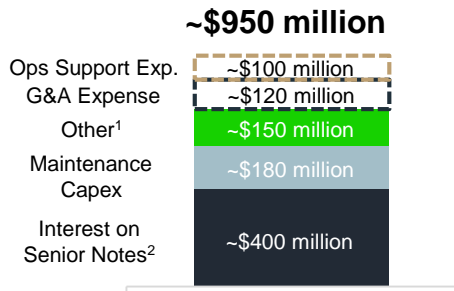 ~$950 million
Ops Support Exp. ~$100 million
G&A Expense ~$120 million
Other¹ ~$150 million
Maintenance
Capex ~$180 million
Interest on
Senior Notes² ~$400 million